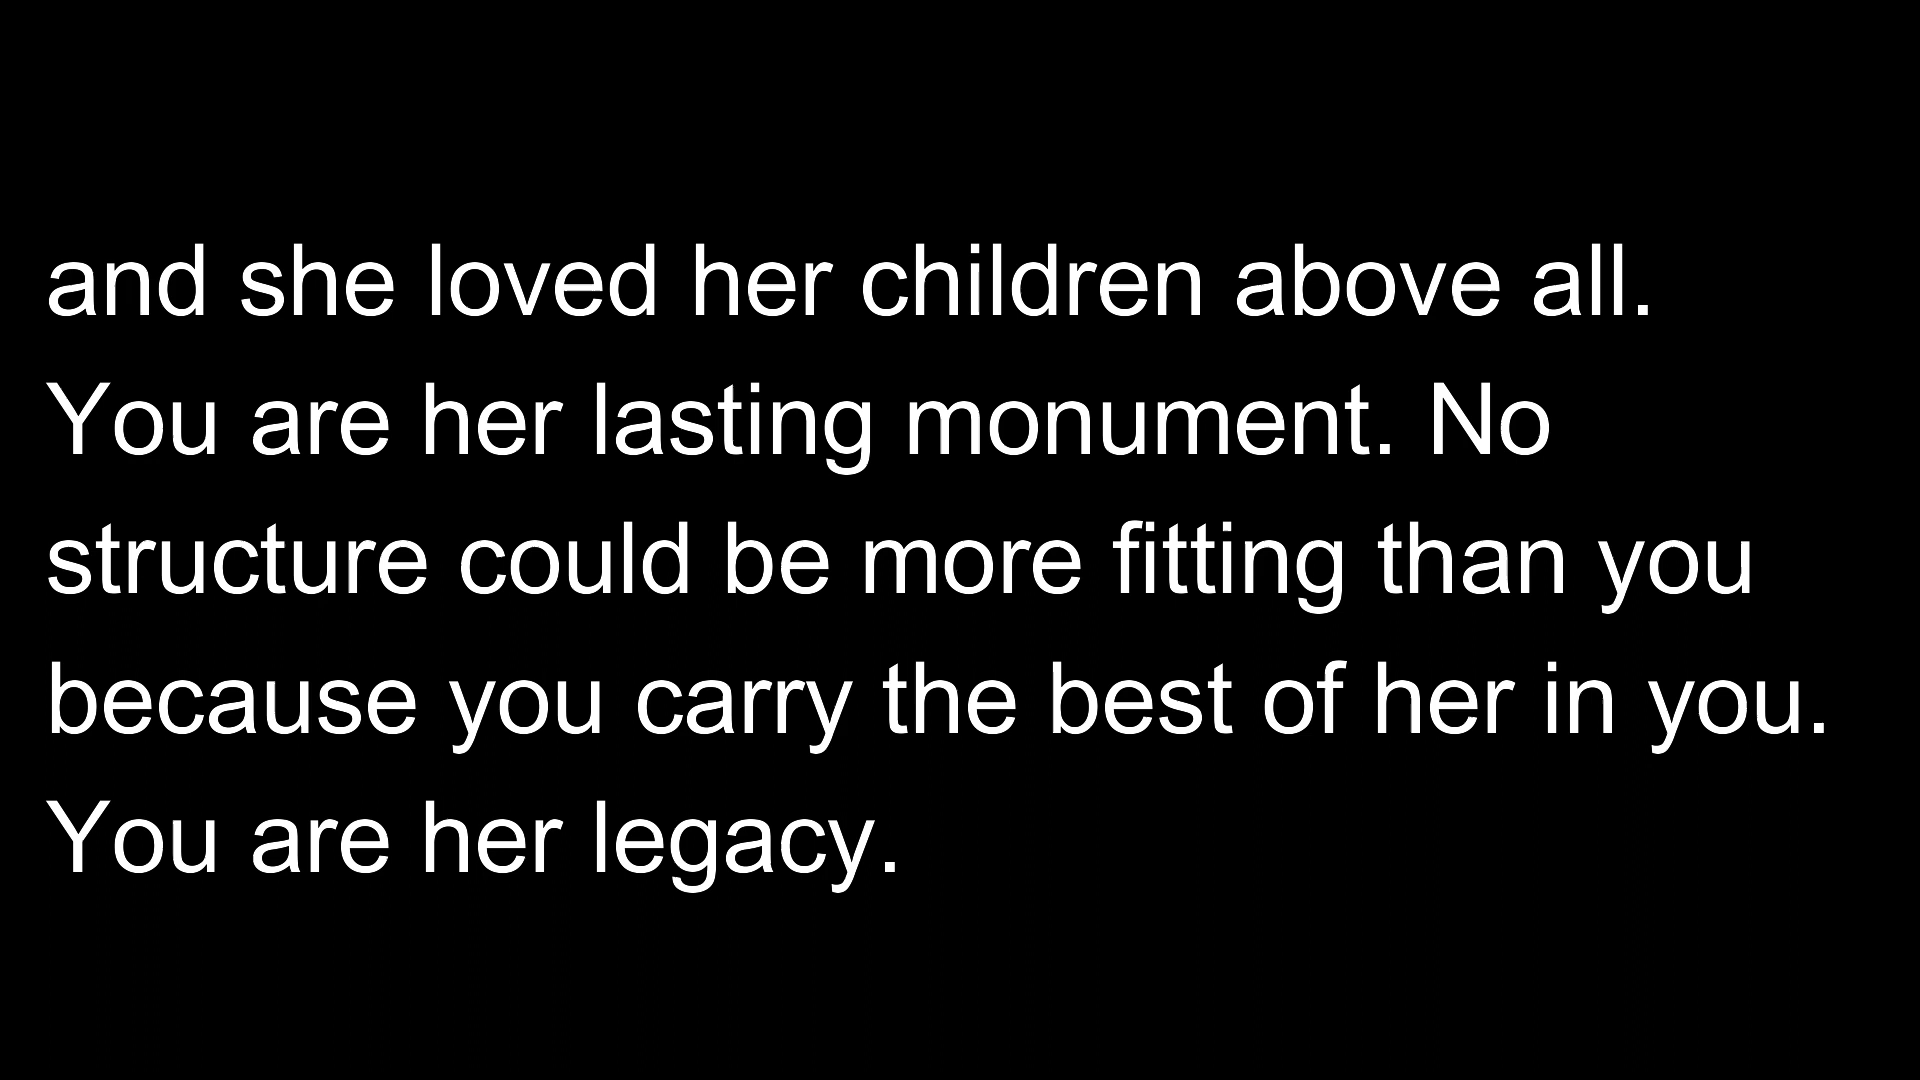 and she loved her children above all.
You are her lasting monument. No
structure could be more fitting than you
because you carry the best of her in you.
You are her legacy.